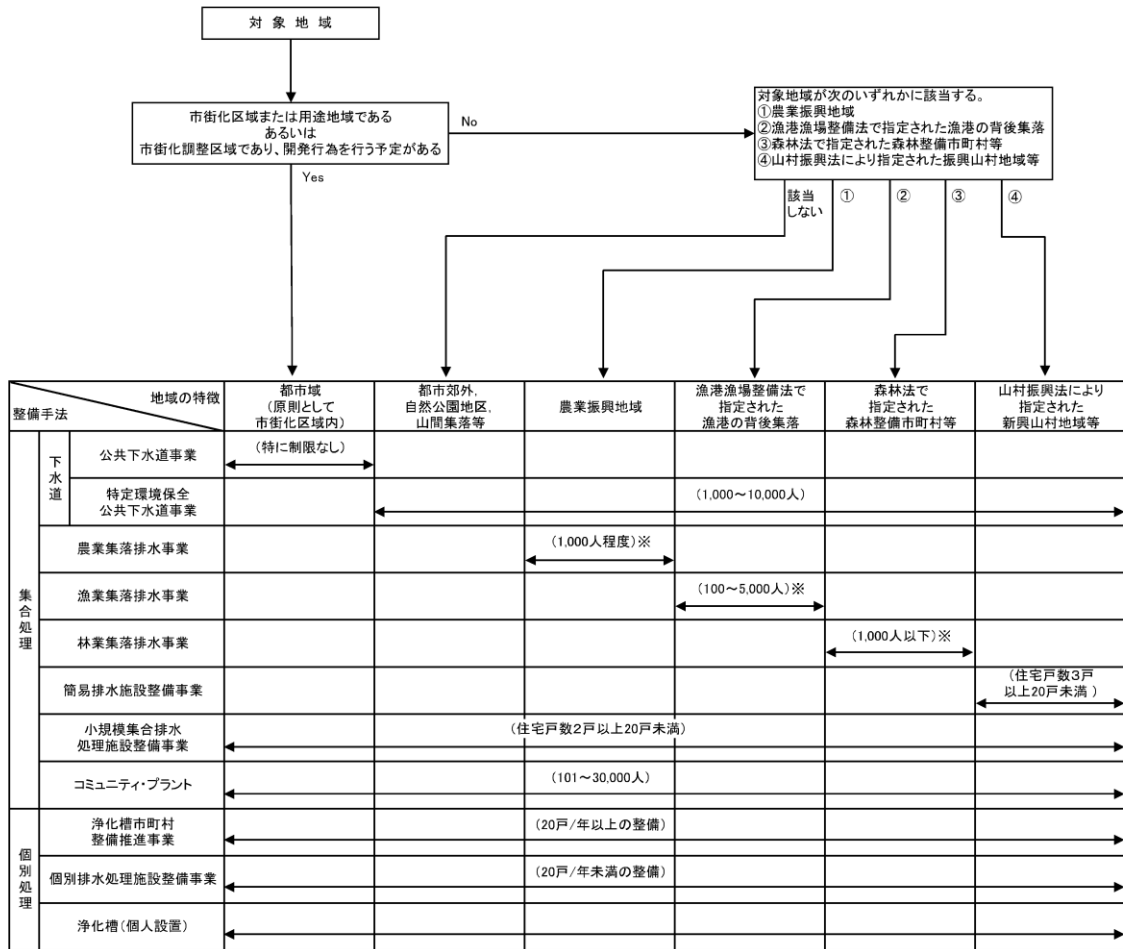 対象地域
市街化区域または用途地域である
あるいは
市街化調整区域であり、開発行為を行う予定がある
No
Yes
対象地域が次のいずれかに該当する。
①農業振興地域
②漁港漁場整備法で指定された漁港の背後集落
③森林法で指定された森林整備市町村等
④山村振興法により指定された振興山村地域等
該当
しない
①
②
③
④
地域の特徴
整備手法
都市域
(原則として
市街化区域内)
都市郊外,
自然公園地区,
山間集落等
農業振興地域
漁港漁場整備法で
指定された
漁港の背後集落
森林法で
指定された
森林整備市町村等
山村振興法により
指定された
新興山村地域等
集合処理
下水道
公共下水道事業
(特に制限なし)
特定環境保全
公共下水道事業
(1,000～10,000人)
農業集落排水事業
(1,000人程度)※
漁業集落排水事業
(100～5,000人)※
林業集落排水事業
(1,000人以下)※
簡易排水施設整備事業
(住宅戸数3戸
以上20戸未満)
小規模集合排水
処理施設整備事業
(住宅戸数2戸以上20戸未満)
コミュニティ・プラント
(101～30,000人)
個別処理
浄化槽市町村
整備推進事業
(20戸/年以上の整備)
個別排水処理施設整備事業
(20戸/年未満の整備)
浄化槽(個人設置)